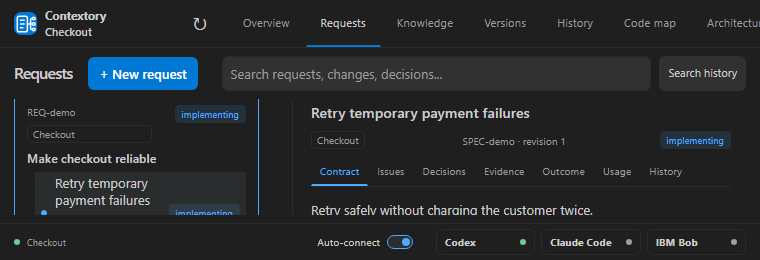 Contextory
Checkout
Overview
Requests
Knowledge
Versions
History
Code map
Architectur
Requests
+ New request
Search requests, changes, decisions...
Search history
REQ-demo
implementing
Checkout
Make checkout reliable
Retry temporary
payment failures
implementing
Retry temporary payment failures
Checkout
SPEC-demo · revision 1
implementing
Contract
Issues
Decisions
Evidence
Outcome
Usage
History
Retry safely without charging the customer twice.
Checkout
Auto-connect
Codex
Claude Code
IBM Bob